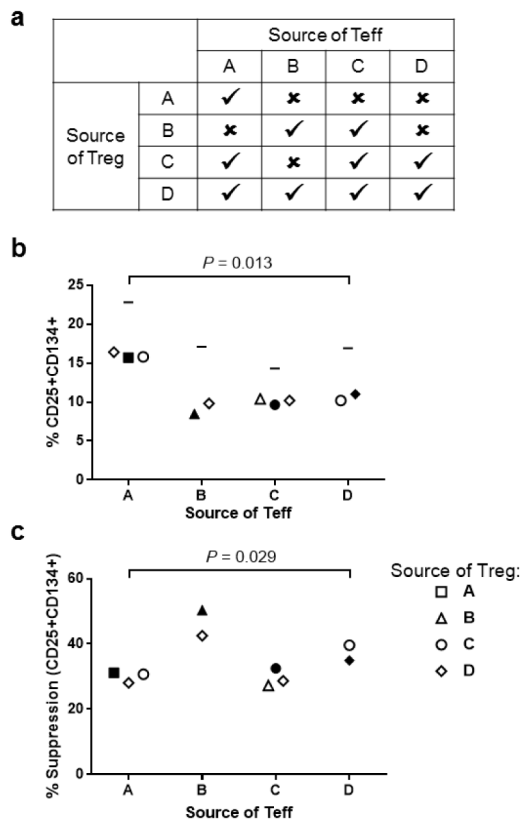 a
Source of Teff
A B C D
Source of Treg
A ✓ ✖ ✖ ✖
B ✖ ✓ ✓ ✖
C ✓ ✖ ✓ ✓
D ✓ ✓ ✓ ✓
b
P = 0.013
% CD25+CD134+
25
20
15
10
5
0
A B C D
Source of Teff
c
P = 0.029
% Suppression (CD25+CD134+)
60
40
20
0
A B C D
Source of Teff
Source of Treg:
A
B
C
D